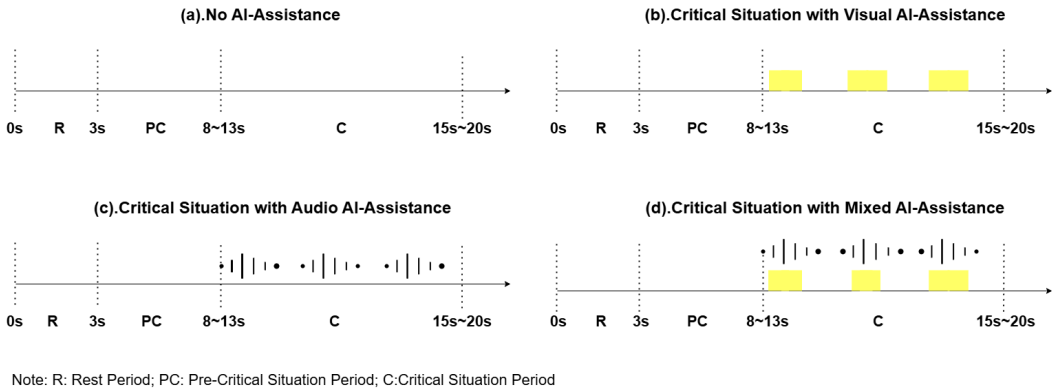 (a).No AI-Assistance
0s R 3s PC 8~13s C 15s~20s
(b).Critical Situation with Visual AI-Assistance
0s R 3s PC 8~13s C 15s~20s
(c).Critical Situation with Audio AI-Assistance
0s R 3s PC 8~13s C 15s~20s
(d).Critical Situation with Mixed AI-Assistance
0s R 3s PC 8~13s C 15s~20s
Note: R: Rest Period; PC: Pre-Critical Situation Period; C:Critical Situation Period